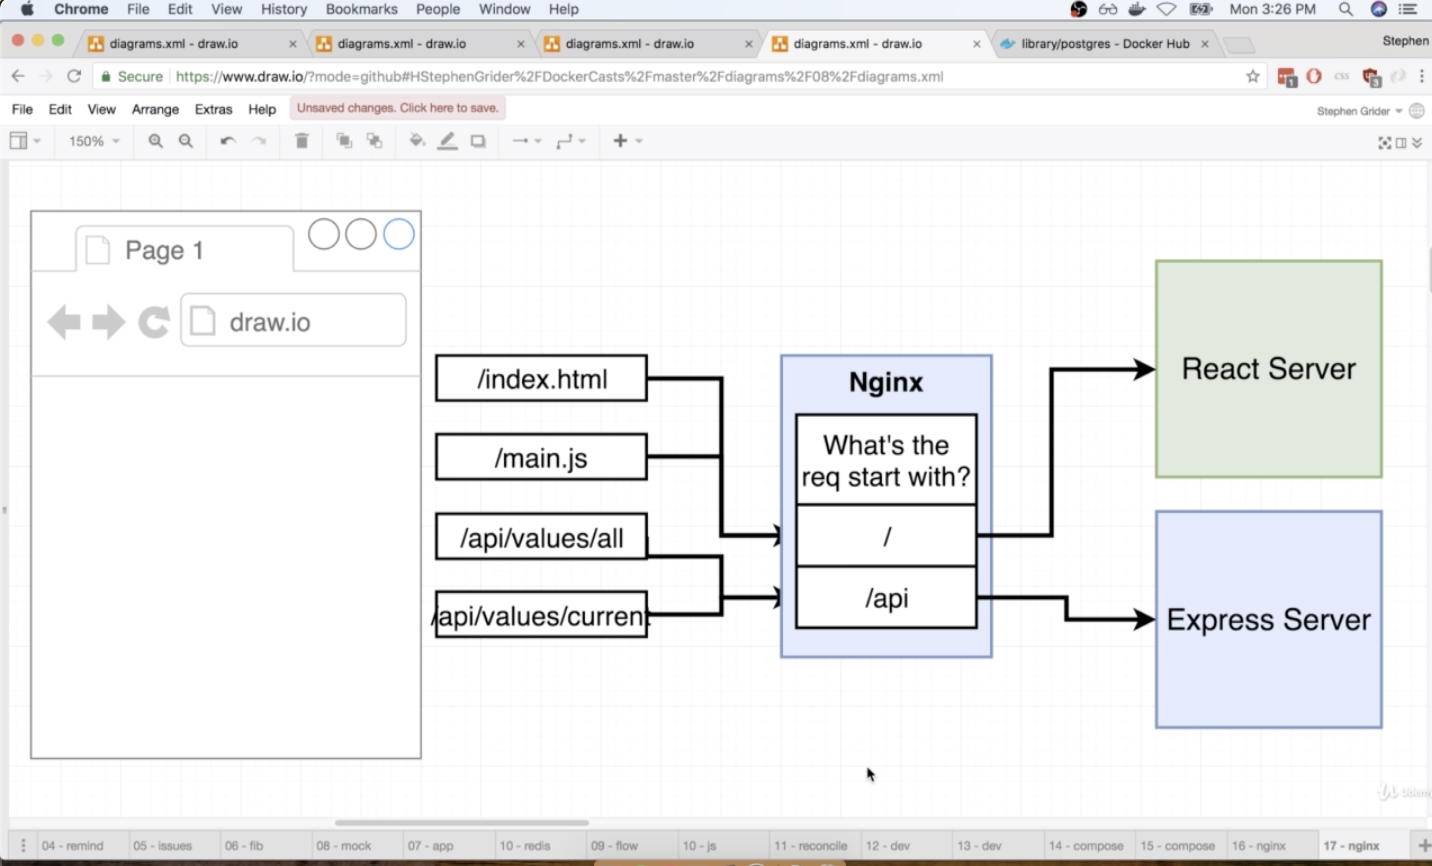 Chrome File Edit View History Bookmarks People Window Help Mon 3:26 PM
diagrams.xml - draw.io × diagrams.xml - draw.io × diagrams.xml - draw.io × diagrams.xml - draw.io × library/postgres - Docker Hub × Stephen
Secure https://www.draw.io/?mode=github#HStephenGrider%2FDockerCasts%2Fmaster%2Fdiagrams%2F08%2Fdiagrams.xml css 1 3
File Edit View Arrange Extras Help Unsaved changes. Click here to save. Stephen Grider
150%
Page 1
draw.io
/index.html
/main.js
/api/values/all
/api/values/current
Nginx
What's the
req start with?
/
/api
React Server
Express Server
Udemy
04 - remind 05 - issues 06 - fib 08 - mock 07 - app 10 - redis 09 - flow 10 - js 11 - reconcile 12 - dev 13 - dev 14 - compose 15 - compose 16 - nginx 17 - nginx